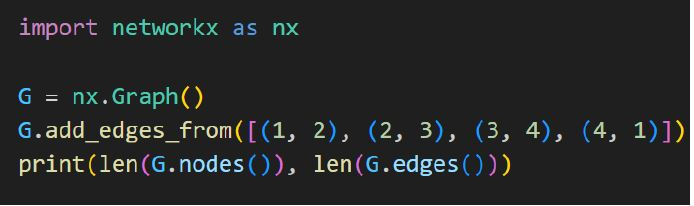 import networkx as nx
G = nx.Graph()
G.add_edges_from([(1, 2), (2, 3), (3, 4), (4, 1)])
print(len(G.nodes()), len(G.edges()))